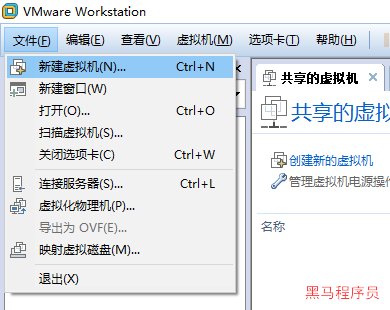 VMware Workstation
文件(F) 编辑(E) 查看(V) 虚拟机(M) 选项卡(T) 帮助(H)
新建虚拟机(N)... Ctrl+N
新建窗口(W)
打开(O)... Ctrl+O
扫描虚拟机(S)...
关闭选项卡(C) Ctrl+W
连接服务器(S)... Ctrl+L
虚拟化物理机(P)...
导出为 OVF(E)...
映射虚拟磁盘(M)...
退出(X)
共享的虚拟机
共享的虚拟
创建新的虚拟机
管理虚拟机电源操
名称
黑马程序员